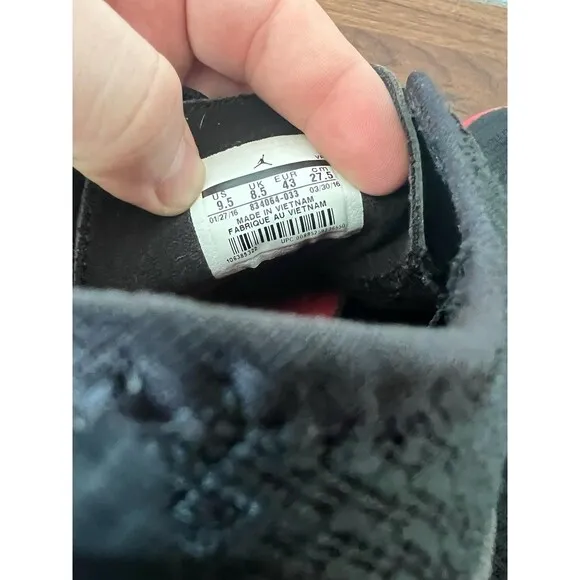 US UK EUR cm
9.5 8.5 43 27.5
01/27/16 834064-033 03/30/16
MADE IN VIETNAM
FABRIQUE AU VIETNAM